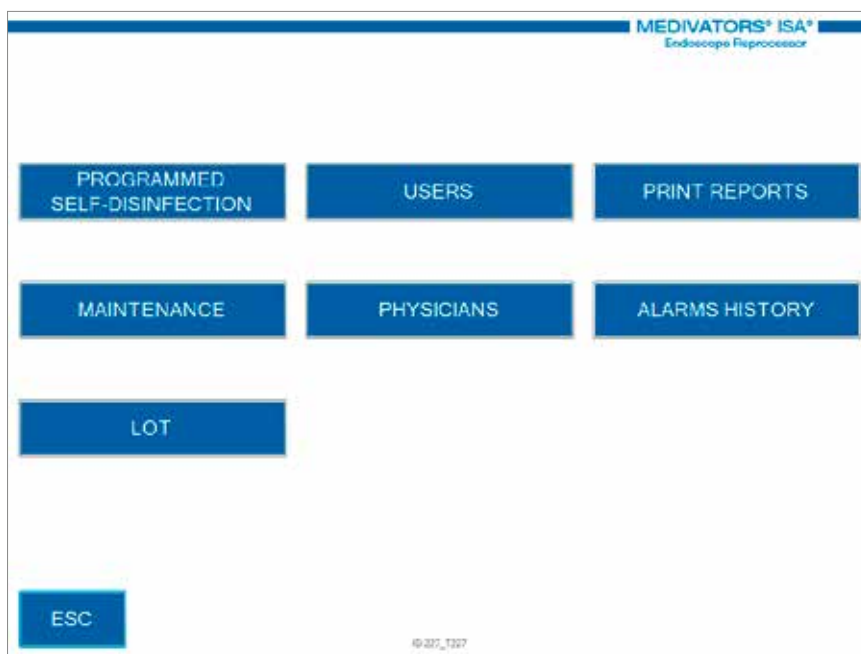 MEDIVATORS® ISA®
Endoscope Reprocessor
PROGRAMMED
SELF-DISINFECTION
USERS
PRINT REPORTS
MAINTENANCE
PHYSICIANS
ALARMS HISTORY
LOT
ESC